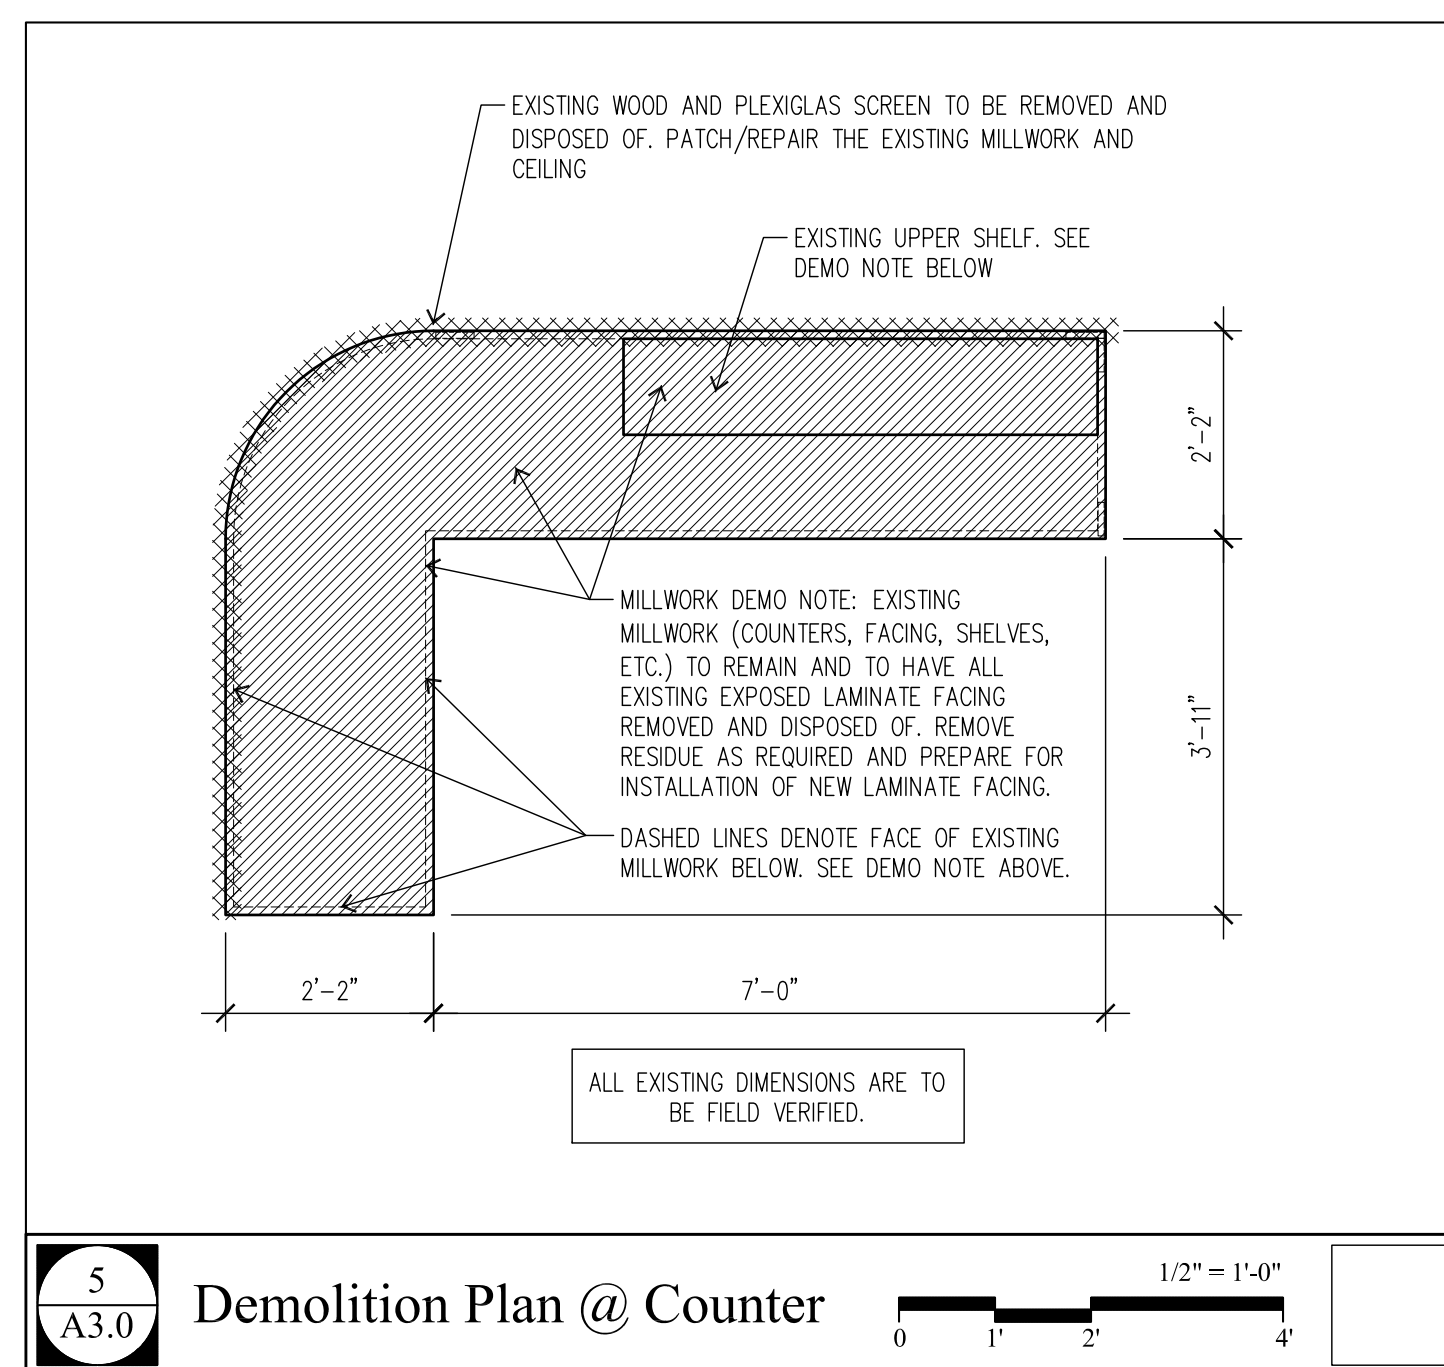 EXISTING WOOD AND PLEXIGLAS SCREEN TO BE REMOVED AND
DISPOSED OF. PATCH/REPAIR THE EXISTING MILLWORK AND
CEILING
EXISTING UPPER SHELF. SEE
DEMO NOTE BELOW
2'-2"
MILLWORK DEMO NOTE: EXISTING
MILLWORK (COUNTERS, FACING, SHELVES,
ETC.) TO REMAIN AND TO HAVE ALL
EXISTING EXPOSED LAMINATE FACING
REMOVED AND DISPOSED OF. REMOVE
RESIDUE AS REQUIRED AND PREPARE FOR
INSTALLATION OF NEW LAMINATE FACING.
3'-11"
DASHED LINES DENOTE FACE OF EXISTING
MILLWORK BELOW. SEE DEMO NOTE ABOVE.
2'-2"
7'-0"
ALL EXISTING DIMENSIONS ARE TO
BE FIELD VERIFIED.
5
A3.0
Demolition Plan @ Counter
1/2" = 1'-0"
0 1' 2' 4'